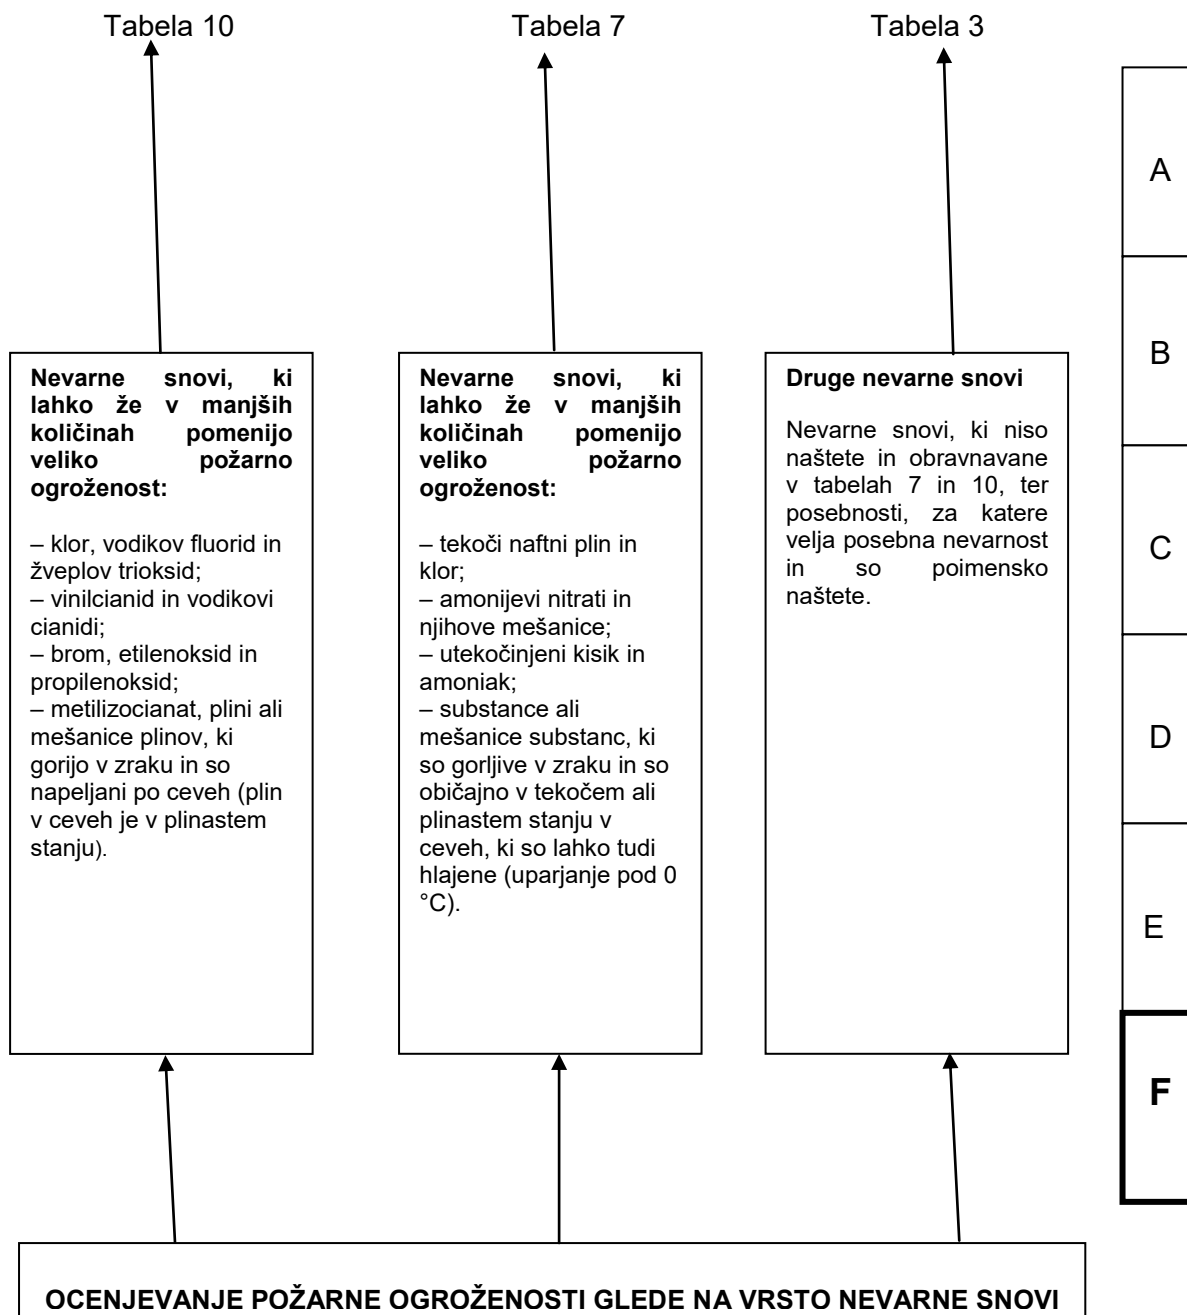 Tabela 10
Tabela 7
Tabela 3
Nevarne snovi, ki
lahko že v manjših
količinah pomenijo
veliko požarno
ogroženost:
– klor, vodikov fluorid in
žveplov trioksid;
– vinilcianid in vodikovi
cianidi;
– brom, etilenoksid in
propilenoksid;
– metilizocianat, plini ali
mešanice plinov, ki
gorijo v zraku in so
napeljani po ceveh (plin
v ceveh je v plinastem
stanju).
Nevarne snovi, ki
lahko že v manjših
količinah pomenijo
veliko požarno
ogroženost:
– tekoči naftni plin in
klor;
– amonijevi nitrati in
njihove mešanice;
– utekočinjeni kisik in
amoniak;
– substance ali
mešanice substanc, ki
so gorljive v zraku in so
običajno v tekočem ali
plinastem stanju v
ceveh, ki so lahko tudi
hlajene (uparjanje pod 0
°C).
Druge nevarne snovi
Nevarne snovi, ki niso
naštete in obravnavane
v tabelah 7 in 10, ter
posebnosti, za katere
velja posebna nevarnost
in so poimensko
naštete.
A
B
C
D
E
F
OCENJEVANJE POŽARNE OGROŽENOSTI GLEDE NA VRSTO NEVARNE SNOVI